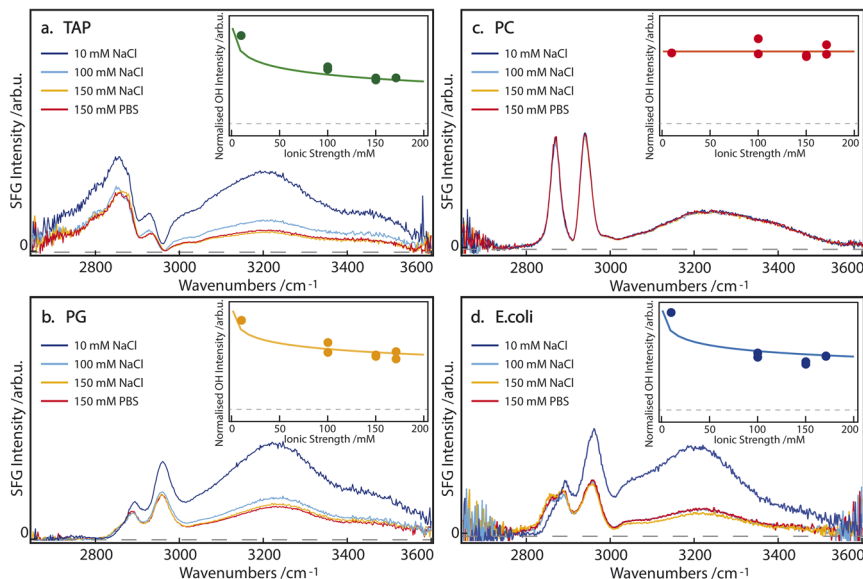 a. TAP
10 mM NaCl
100 mM NaCl
150 mM NaCl
150 mM PBS
Normalised OH Intensity /arb.u.
0 50 100 150 200
Ionic Strength /mM
SFG Intensity /arb.u.
0
2800 3000 3200 3400 3600
Wavenumbers /cm-1
c. PC
10 mM NaCl
100 mM NaCl
150 mM NaCl
150 mM PBS
Normalised OH Intensity /arb.u.
0 50 100 150 200
Ionic Strength /mM
SFG Intensity /arb.u.
0
2800 3000 3200 3400 3600
Wavenumbers /cm-1
b. PG
10 mM NaCl
100 mM NaCl
150 mM NaCl
150 mM PBS
Normalised OH Intensity /arb.u.
0 50 100 150 200
Ionic Strength /mM
SFG Intensity /arb.u.
0
2800 3000 3200 3400 3600
Wavenumbers /cm-1
d. E.coli
10 mM NaCl
100 mM NaCl
150 mM NaCl
150 mM PBS
Normalised OH Intensity /arb.u.
0 50 100 150 200
Ionic Strength /mM
SFG Intensity /arb.u.
0
2800 3000 3200 3400 3600
Wavenumbers /cm-1